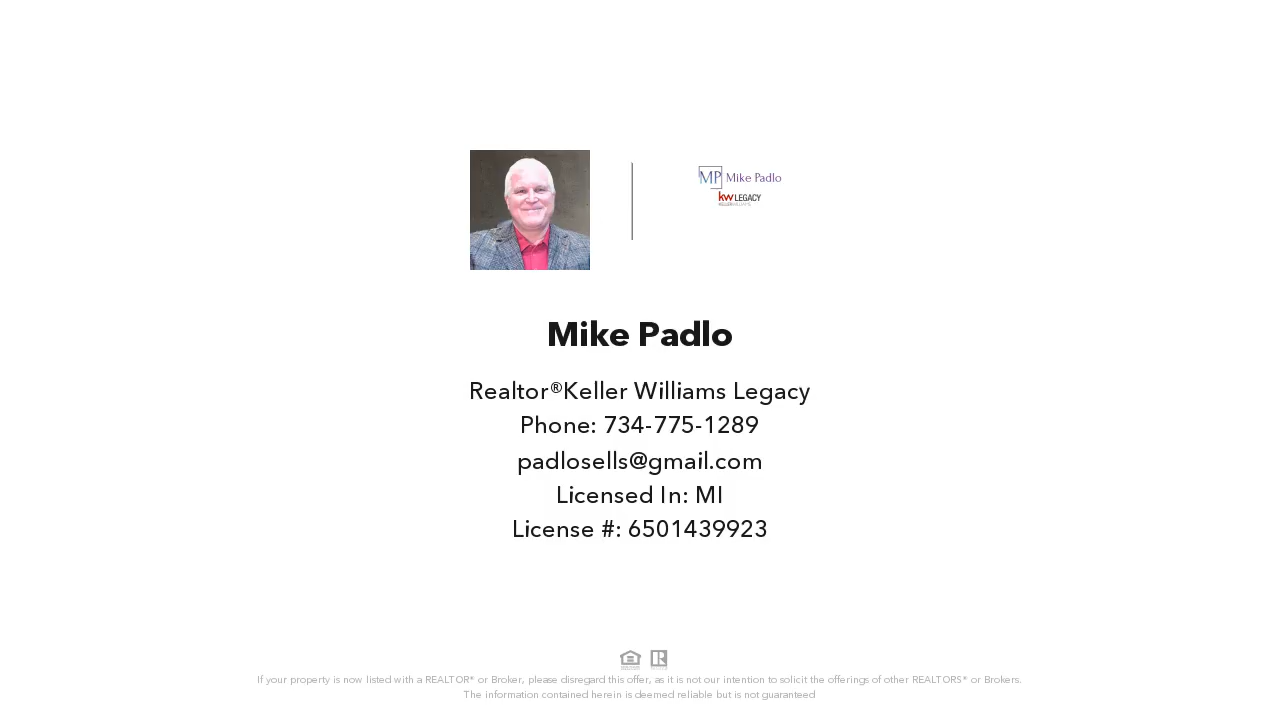 MP Mike Padlo
kw LEGACY
KELLERWILLIAMS.
Mike Padlo
Realtor®Keller Williams Legacy
Phone: 734-775-1289
padlosells@gmail.com
Licensed In: MI
License #: 6501439923
If your property is now listed with a REALTOR® or Broker, please disregard this offer, as it is not our intention to solicit the offerings of other REALTORS® or Brokers.
The information contained herein is deemed reliable but is not guaranteed